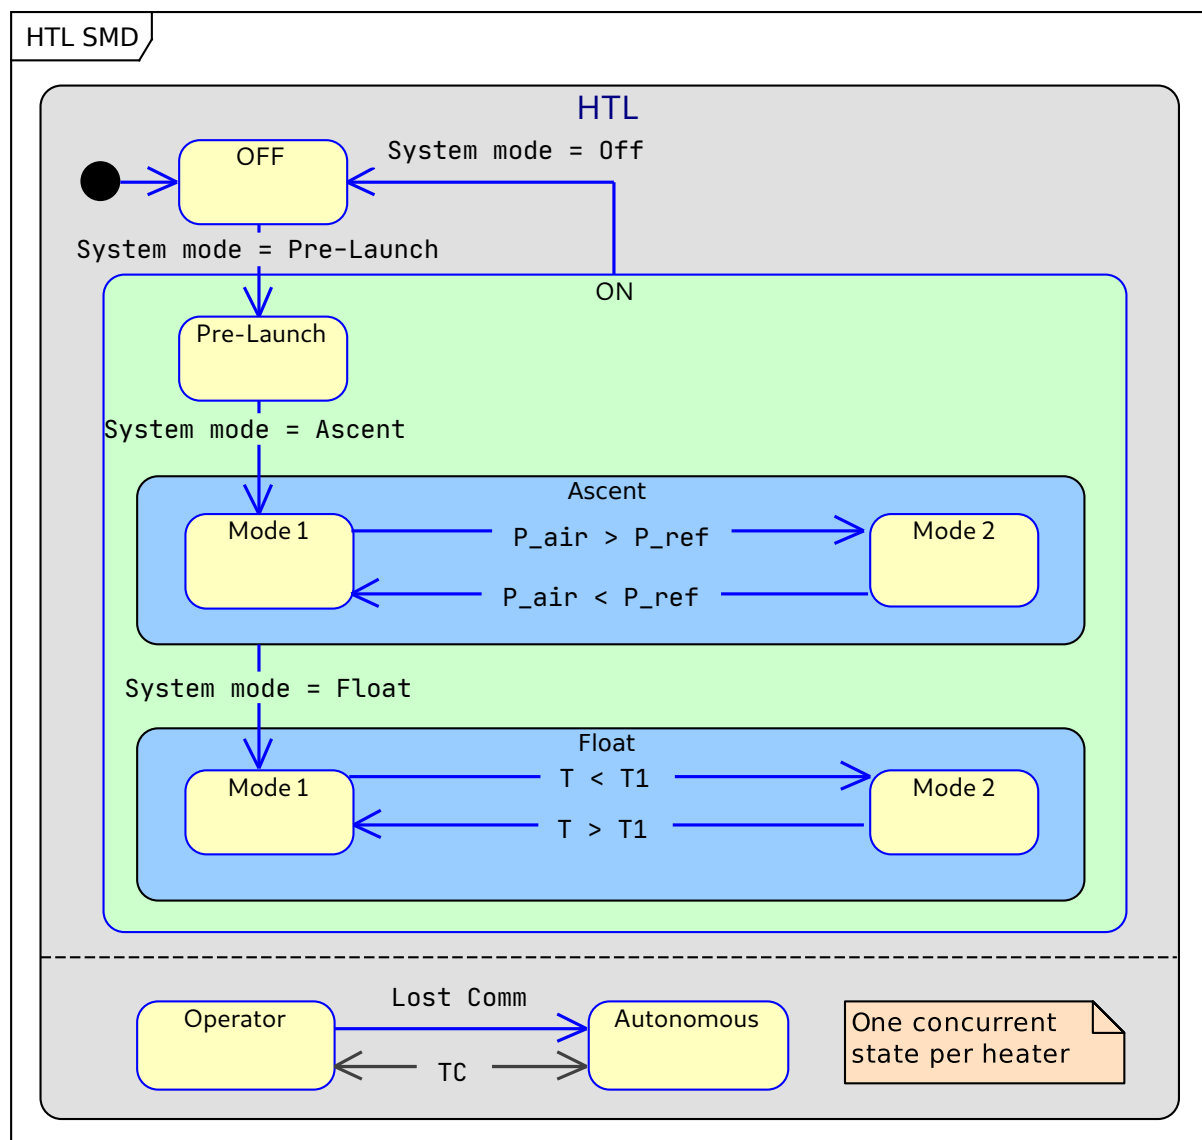 HTL SMD
HTL
OFF
System mode = Off
System mode = Pre-Launch
ON
Pre-Launch
System mode = Ascent
Ascent
Mode 1
P_air > P_ref
Mode 2
P_air < P_ref
System mode = Float
Float
Mode 1
T < T1
Mode 2
T > T1
Operator
Lost Comm
Autonomous
TC
One concurrent
state per heater